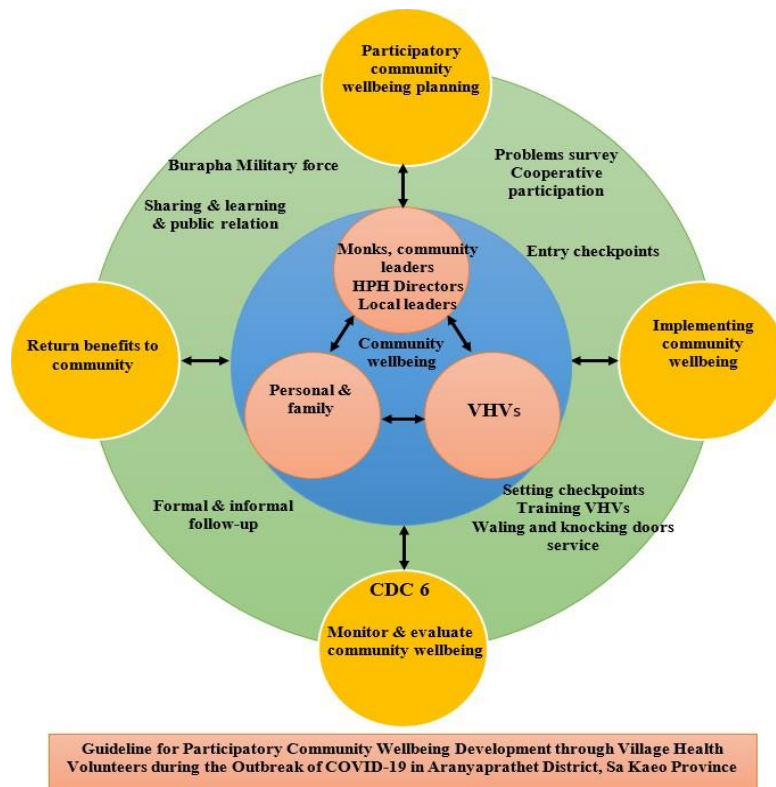 Participatory
community
wellbeing planning
Burapha Military force
Sharing & learning
& public relation
Problems survey
Cooperative
participation
Entry checkpoints
Monks, community
leaders
HPH Directors
Local leaders
Community
wellbeing
Personal &
family
VHVs
Return benefits to
community
Implementing
community
wellbeing
Formal & informal
follow-up
Setting checkpoints
Training VHVs
Waling and knocking doors
service
CDC 6
Monitor & evaluate
community wellbeing
Guideline for Participatory Community Wellbeing Development through Village Health
Volunteers during the Outbreak of COVID-19 in Aranyaprathet District, Sa Kaeo Province